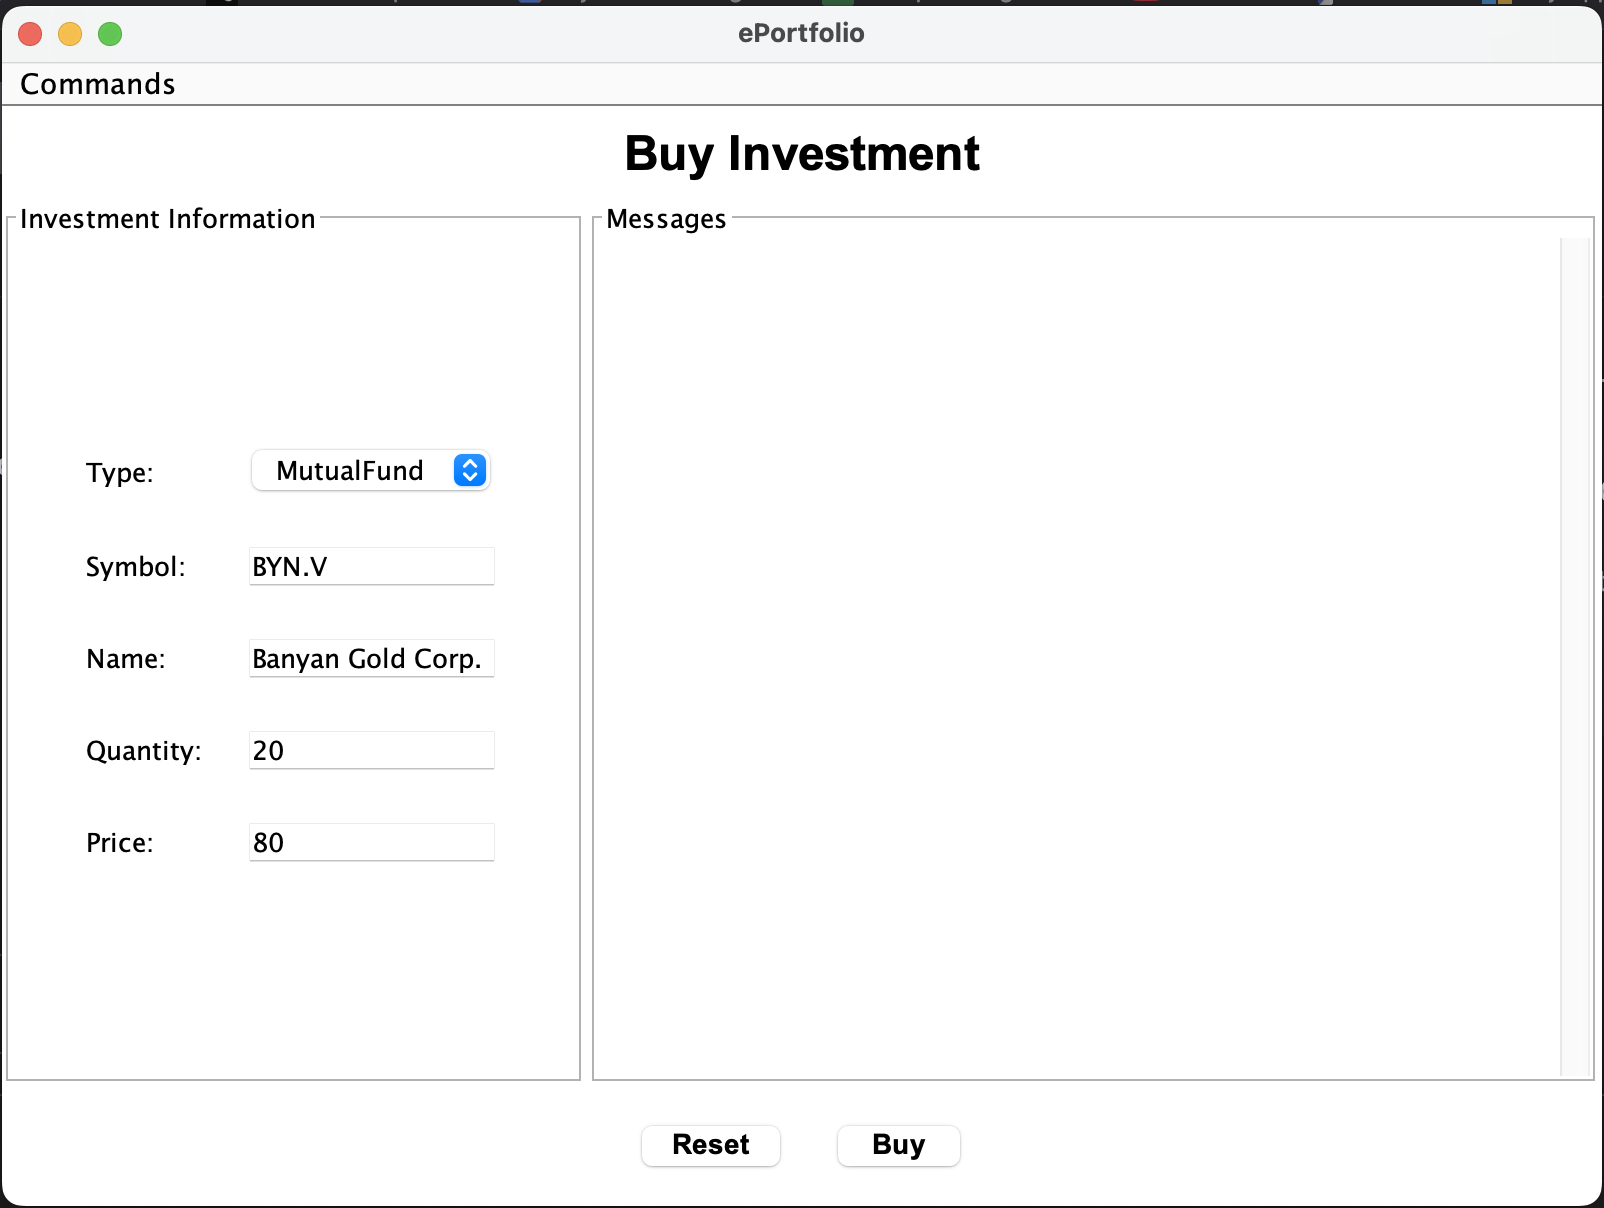 ePortfolio
Commands
Buy Investment
Investment Information
Messages
Type: MutualFund
Symbol: BYN.V
Name: Banyan Gold Corp.
Quantity: 20
Price: 80
Reset Buy